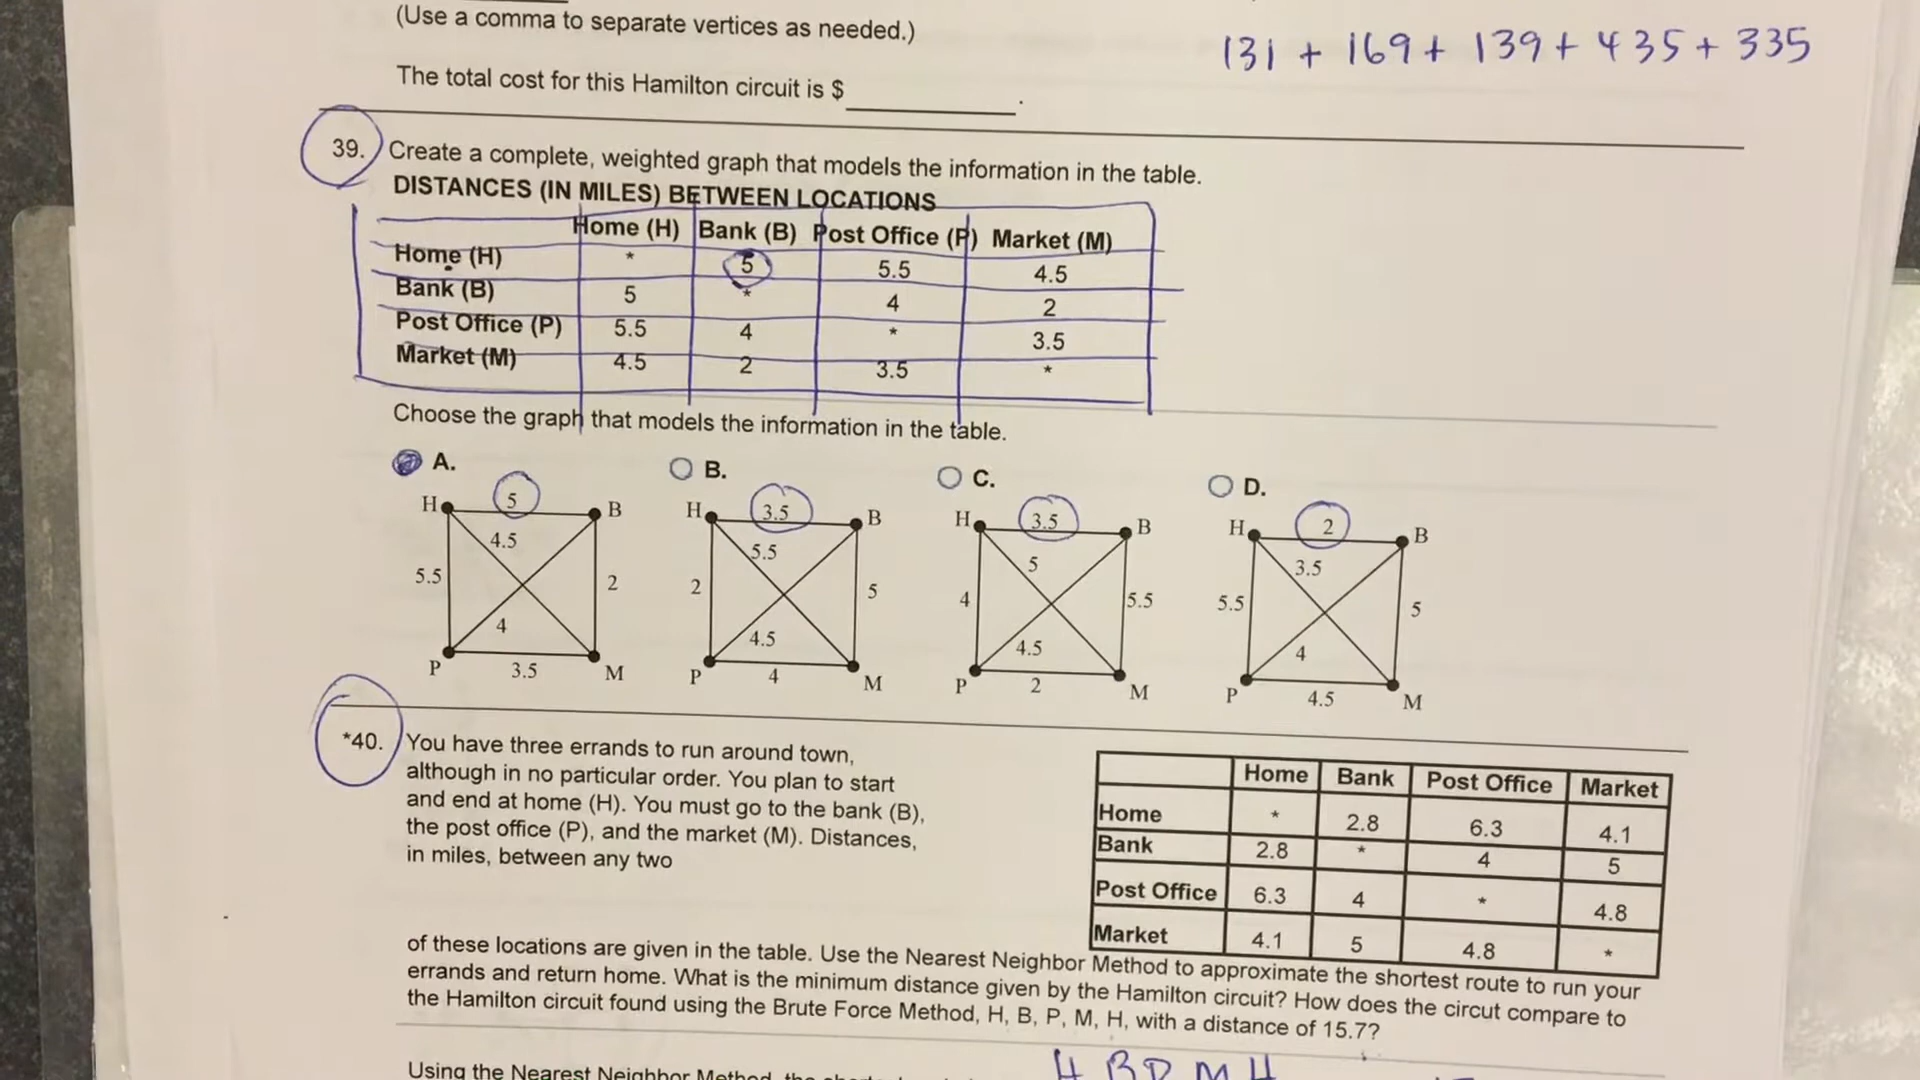 (Use a comma to separate vertices as needed.)
131 + 169 + 139 + 435 + 335
The total cost for this Hamilton circuit is $ .
39. Create a complete, weighted graph that models the information in the table.
DISTANCES (IN MILES) BETWEEN LOCATIONS
Home (H) Bank (B) Post Office (P) Market (M)
Home (H) * 5 5.5 4.5
Bank (B) 5 * 4 2
Post Office (P) 5.5 4 * 3.5
Market (M) 4.5 2 3.5 *
Choose the graph that models the information in the table.
A. B. C. D.
H 5 B H 3.5 B H 3.5 B H 2 B
4.5 5.5 5 3.5
5.5 2 2 5 4 5.5 5.5 5
4 4.5 4.5 4
P 3.5 M P 4 M P 2 M P 4.5 M
*40. You have three errands to run around town,
although in no particular order. You plan to start
and end at home (H). You must go to the bank (B),
the post office (P), and the market (M). Distances,
in miles, between any two
Home Bank Post Office Market
Home * 2.8 6.3 4.1
Bank 2.8 * 4 5
Post Office 6.3 4 * 4.8
Market 4.1 5 4.8 *
of these locations are given in the table. Use the Nearest Neighbor Method to approximate the shortest route to run your
errands and return home. What is the minimum distance given by the Hamilton circuit? How does the circut compare to
the Hamilton circuit found using the Brute Force Method, H, B, P, M, H, with a distance of 15.7?
H B P M H
Using the Nearest Neighbor Method, the